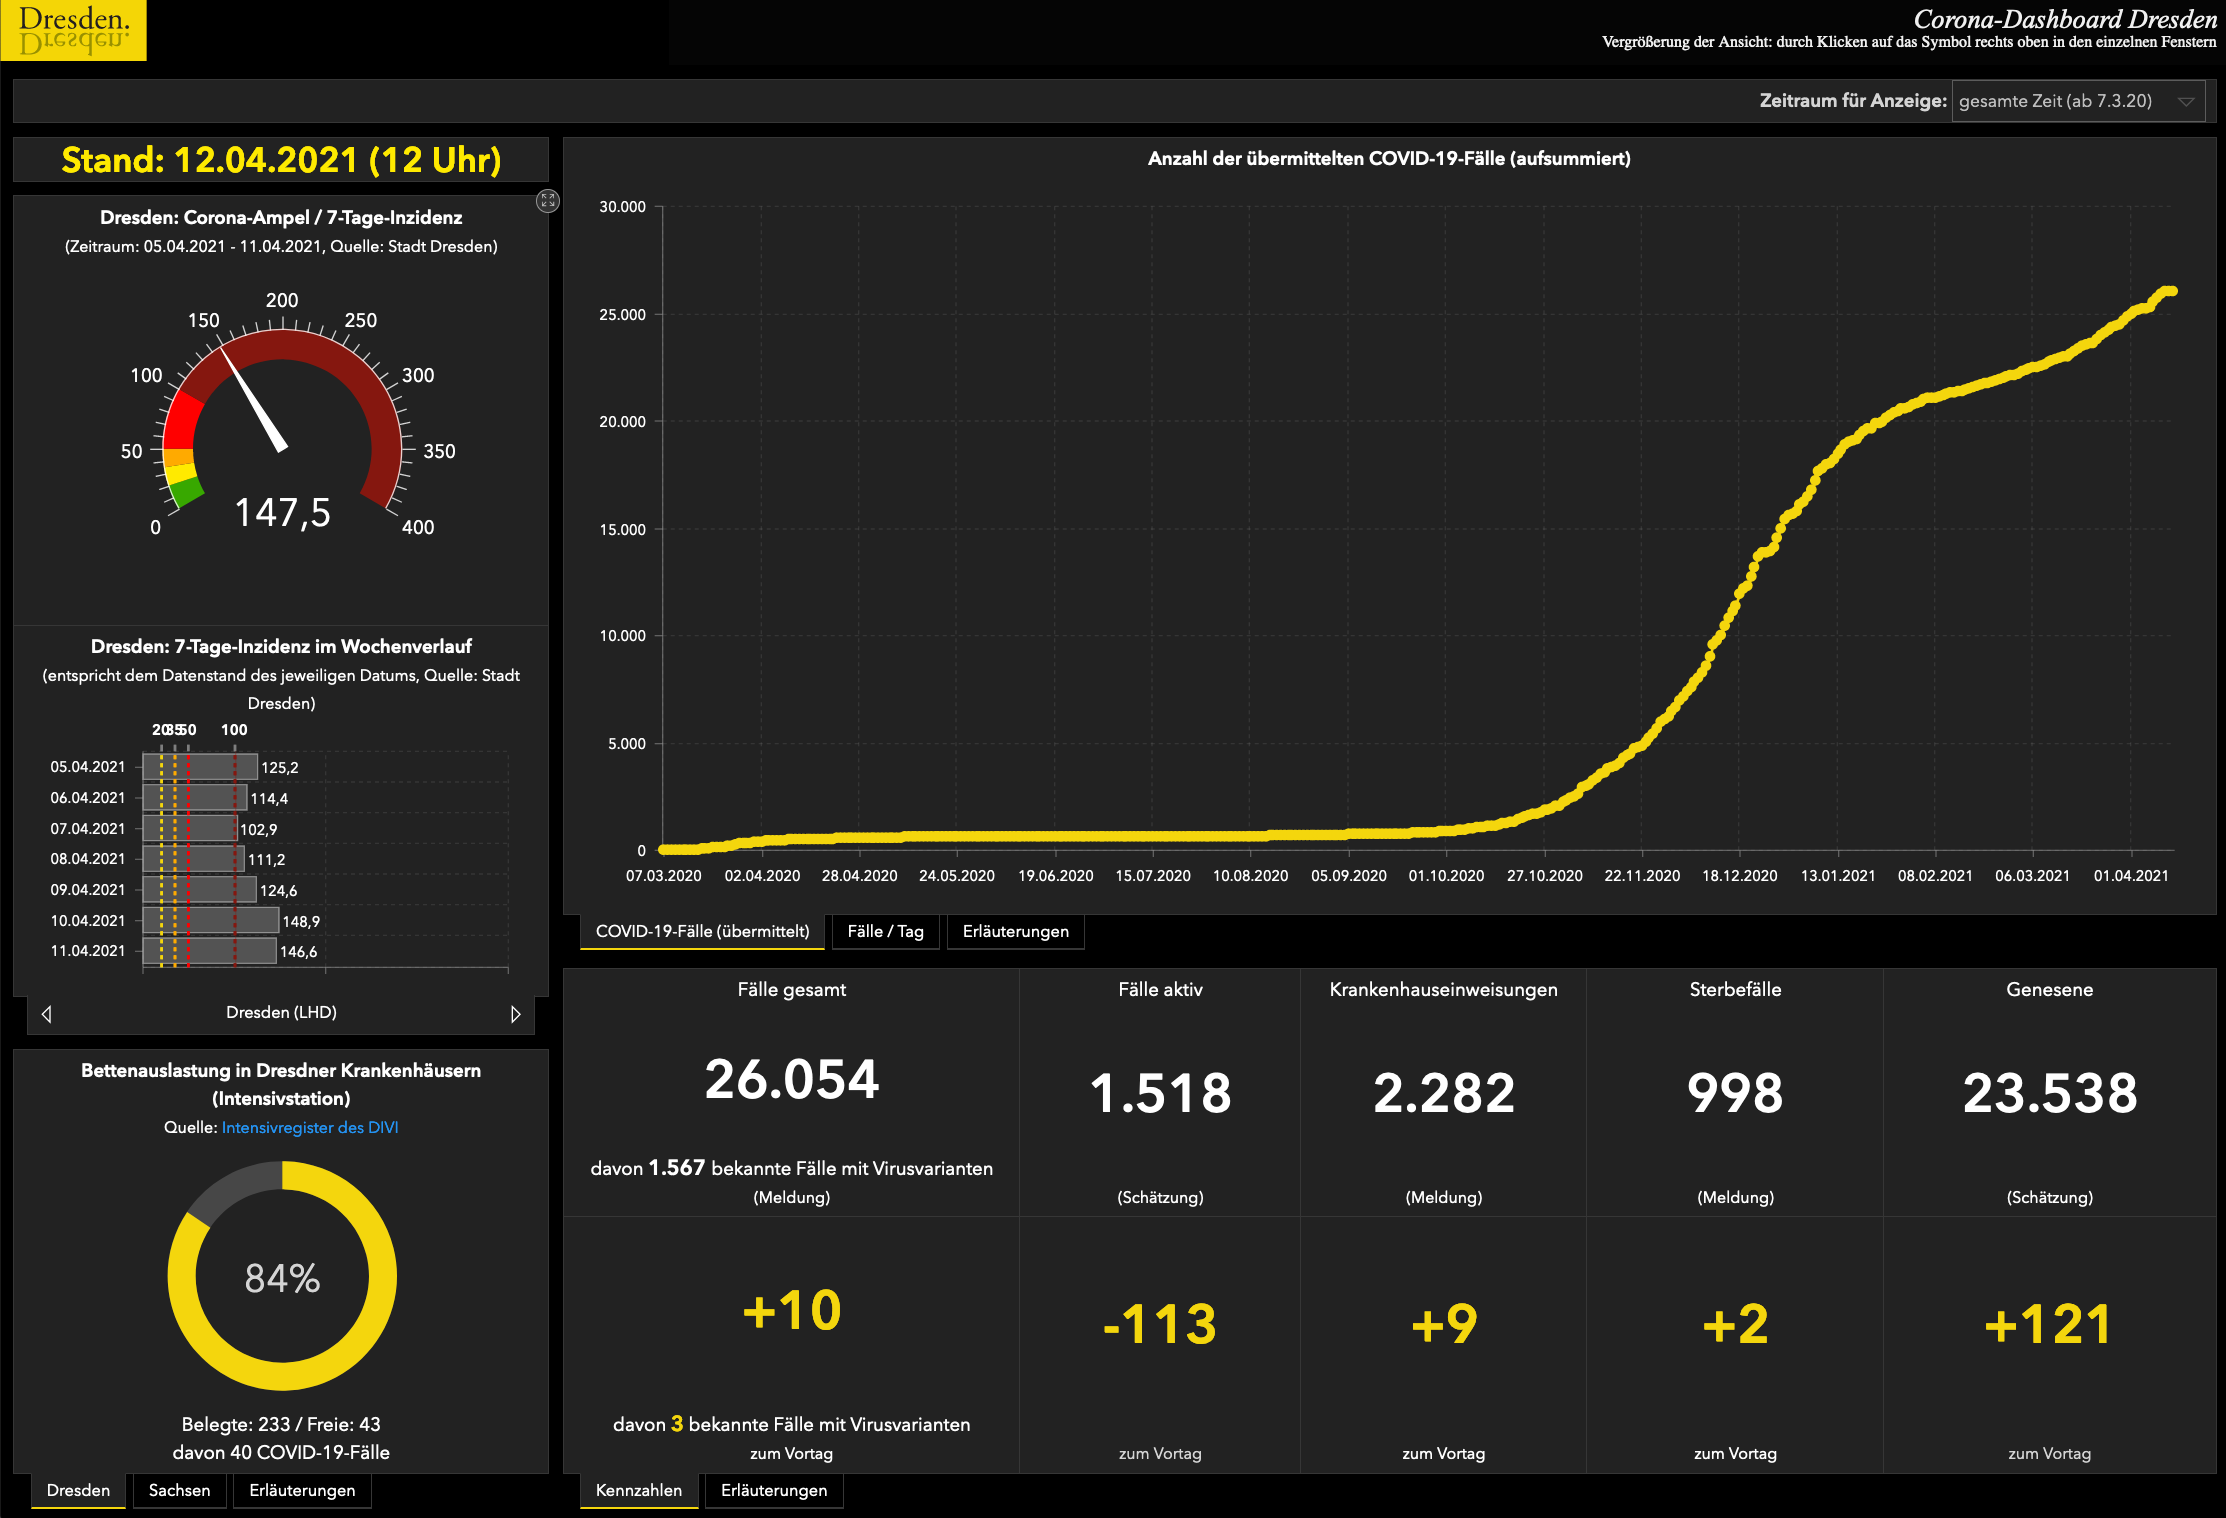 Dresden.
Dresden.
Corona-Dashboard Dresden
Vergrößerung der Ansicht: durch Klicken auf das Symbol rechts oben in den einzelnen Fenstern
Zeitraum für Anzeige: gesamte Zeit (ab 7.3.20)
Stand: 12.04.2021 (12 Uhr)
Dresden: Corona-Ampel / 7-Tage-Inzidenz
(Zeitraum: 05.04.2021 - 11.04.2021, Quelle: Stadt Dresden)
0
50
100
150
200
250
300
350
400
147,5
Dresden: 7-Tage-Inzidenz im Wochenverlauf
(entspricht dem Datenstand des jeweiligen Datums, Quelle: Stadt
Dresden)
20 35 50 100
05.04.2021 125,2
06.04.2021 114,4
07.04.2021 102,9
08.04.2021 111,2
09.04.2021 124,6
10.04.2021 148,9
11.04.2021 146,6
Dresden (LHD)
Bettenauslastung in Dresdner Krankenhäusern
(Intensivstation)
Quelle: Intensivregister des DIVI
84%
Belegte: 233 / Freie: 43
davon 40 COVID-19-Fälle
Dresden Sachsen Erläuterungen
Anzahl der übermittelten COVID-19-Fälle (aufsummiert)
30.000
25.000
20.000
15.000
10.000
5.000
0
07.03.2020 02.04.2020 28.04.2020 24.05.2020 19.06.2020 15.07.2020 10.08.2020 05.09.2020 01.10.2020 27.10.2020 22.11.2020 18.12.2020 13.01.2021 08.02.2021 06.03.2021 01.04.2021
COVID-19-Fälle (übermittelt) Fälle / Tag Erläuterungen
Fälle gesamt
26.054
davon 1.567 bekannte Fälle mit Virusvarianten
(Meldung)
+10
davon 3 bekannte Fälle mit Virusvarianten
zum Vortag
Fälle aktiv
1.518
(Schätzung)
-113
zum Vortag
Krankenhauseinweisungen
2.282
(Meldung)
+9
zum Vortag
Sterbefälle
998
(Meldung)
+2
zum Vortag
Genesene
23.538
(Schätzung)
+121
zum Vortag
Kennzahlen Erläuterungen